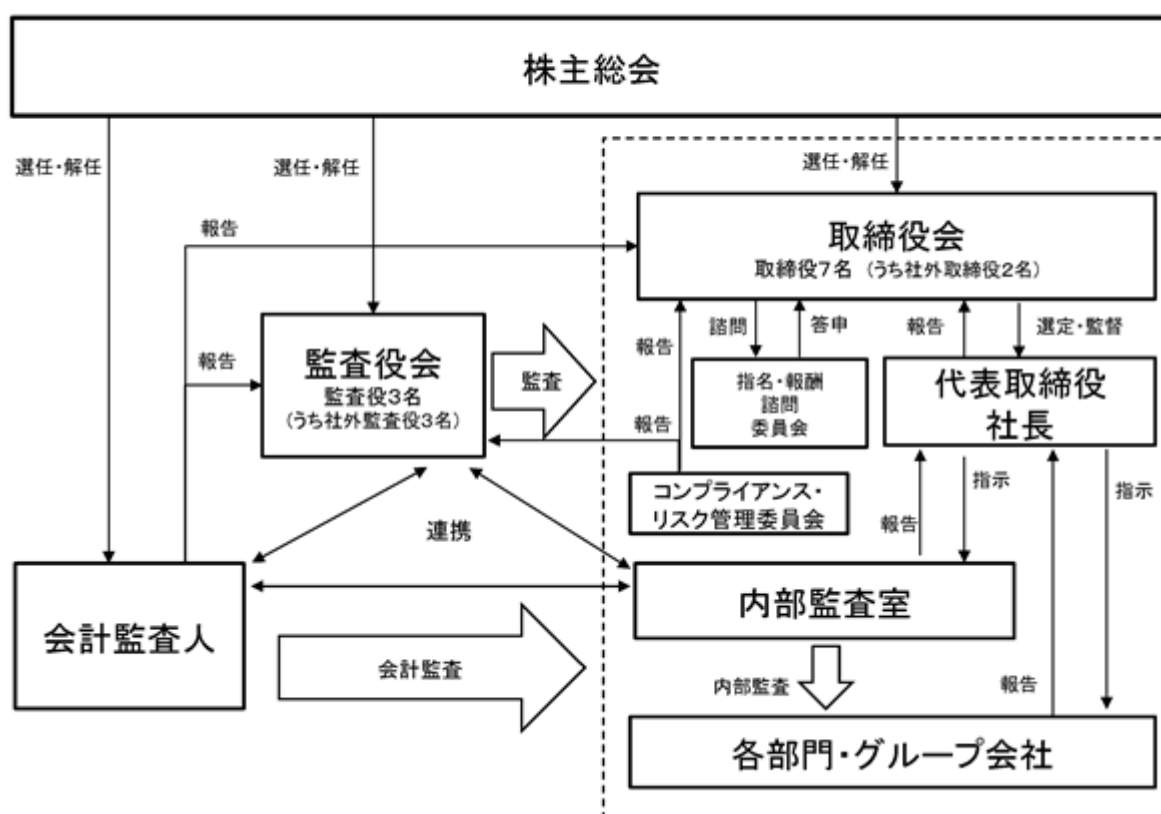 株主総会
選任・解任
選任・解任
選任・解任
報告
取締役会
取締役7名（うち社外取締役2名）
報告
監査役会
監査役3名
（うち社外監査役3名）
監査
報告
諮問
答申
報告
選定・監督
指名・報酬
諮問
委員会
代表取締役
社長
報告
コンプライアンス・
リスク管理委員会
報告
指示
指示
連携
会計監査人
内部監査室
会計監査
内部監査
報告
各部門・グループ会社